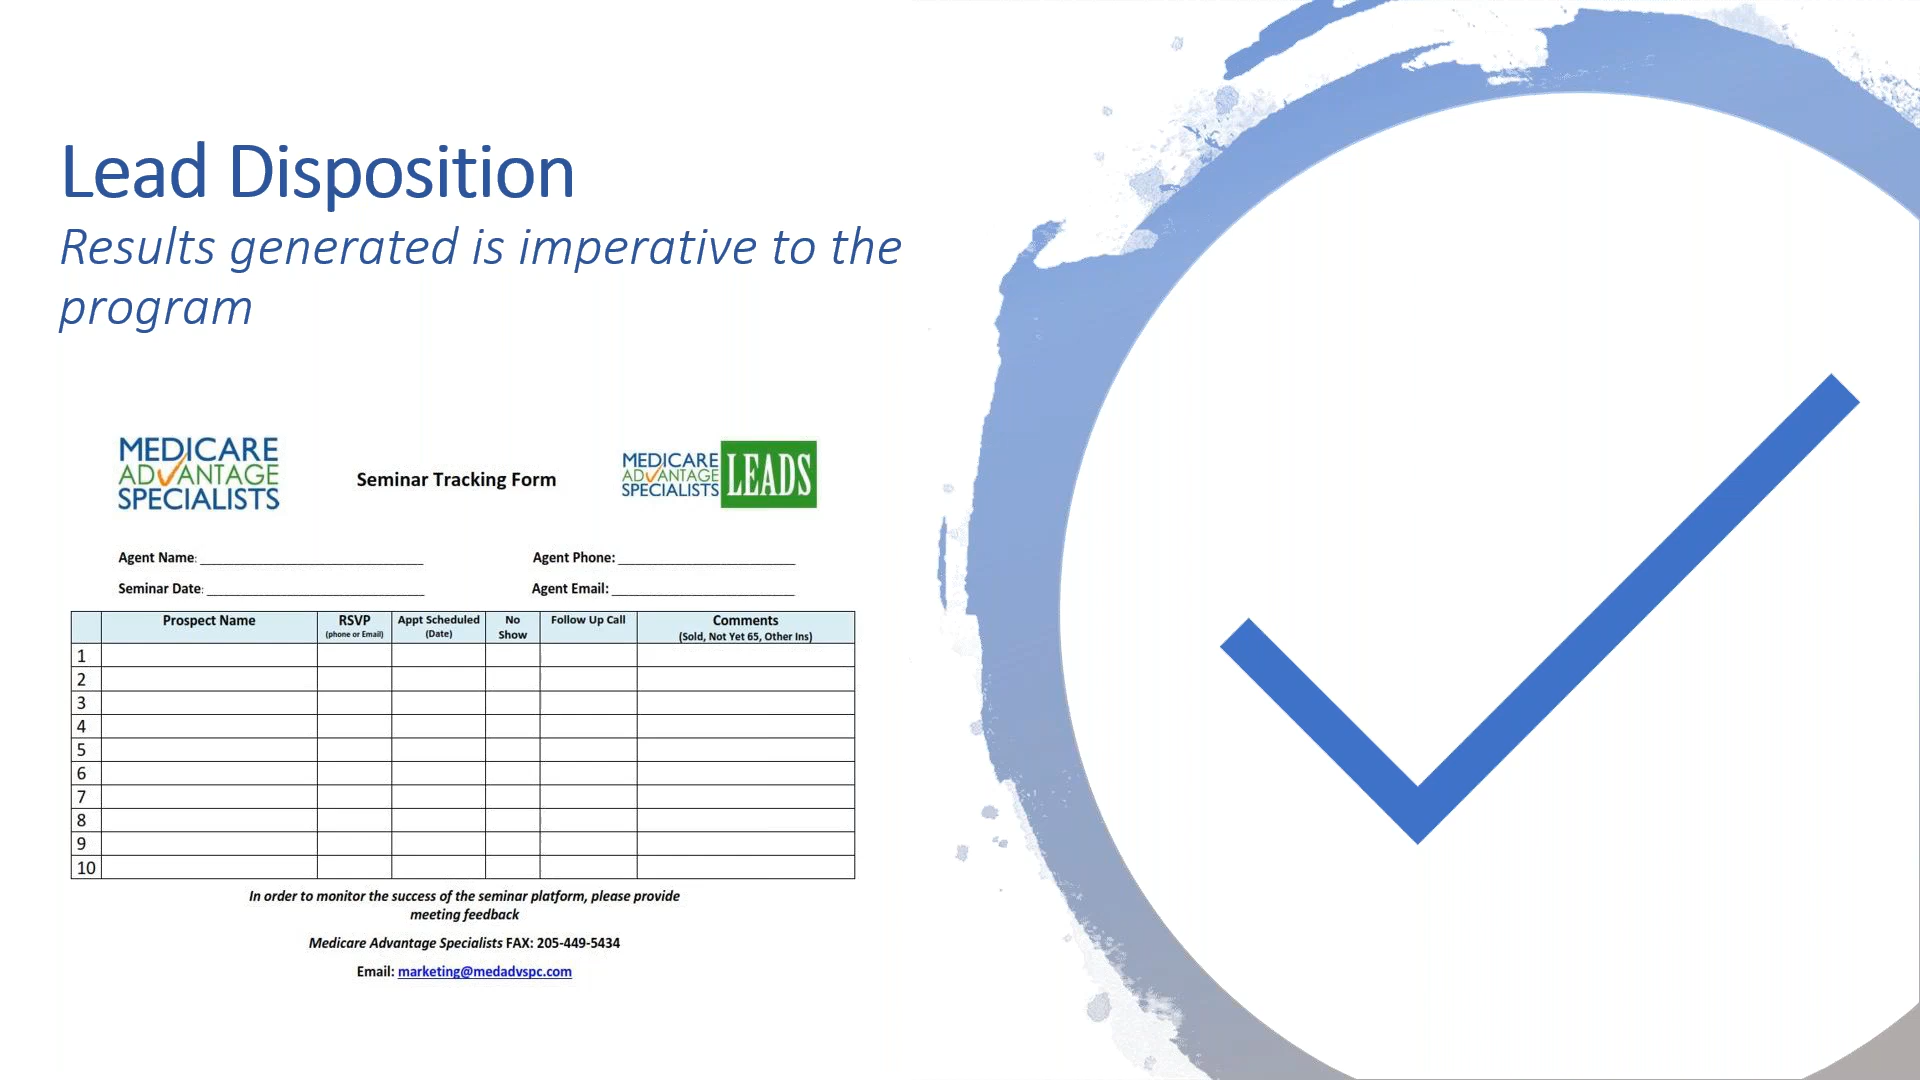 Lead Disposition
Results generated is imperative to the
program
MEDICARE
ADVANTAGE
SPECIALISTS
Seminar Tracking Form
MEDICARE
ADVANTAGE
SPECIALISTS
LEADS
Agent Name: ______________________________ Agent Phone: ________________________
Seminar Date: _____________________________ Agent Email: _________________________
Prospect Name RSVP Appt Scheduled No Follow Up Call Comments
(phone or Email) (Date) Show (Sold, Not Yet 65, Other Ins)
1
2
3
4
5
6
7
8
9
10
In order to monitor the success of the seminar platform, please provide
meeting feedback
Medicare Advantage Specialists FAX: 205-449-5434
Email: marketing@medadvspc.com